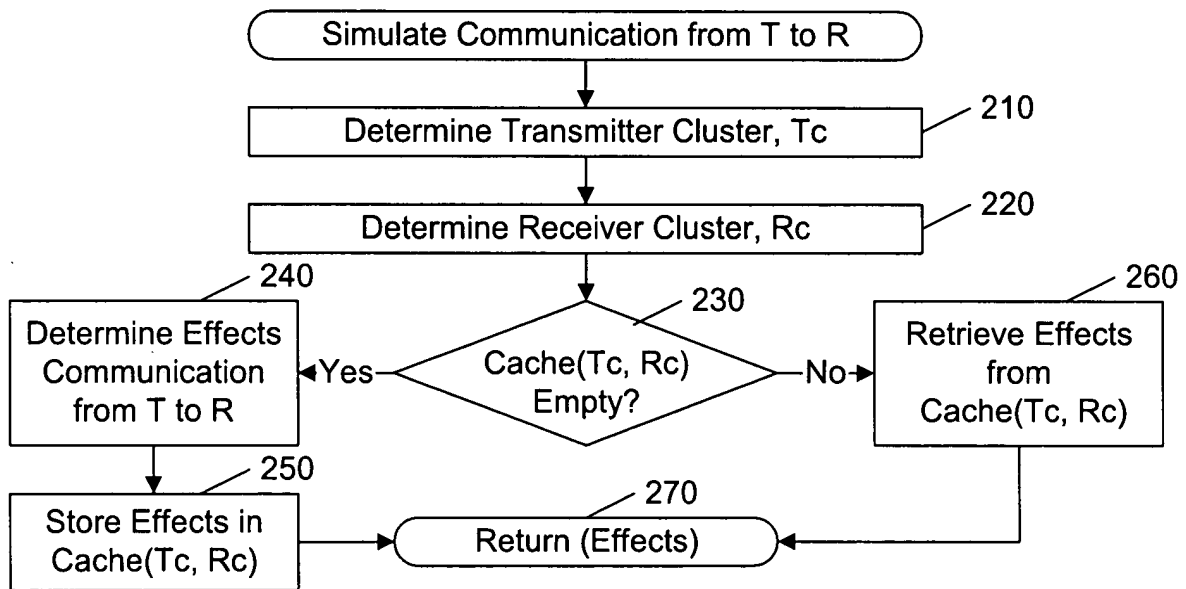 Simulate Communication from T to R
210
Determine Transmitter Cluster, Tc
220
Determine Receiver Cluster, Rc
240
230
260
Determine Effects
Communication
from T to R
Yes
Cache(Tc, Rc)
Empty?
No
Retrieve Effects
from
Cache(Tc, Rc)
250
Store Effects in
Cache(Tc, Rc)
270
Return (Effects)